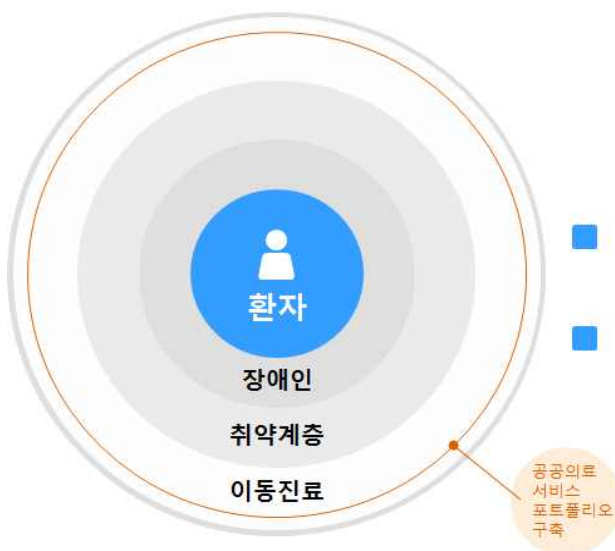 환자
장애인
취약계층
이동진료
공공의료
서비스
포트폴리오
구축